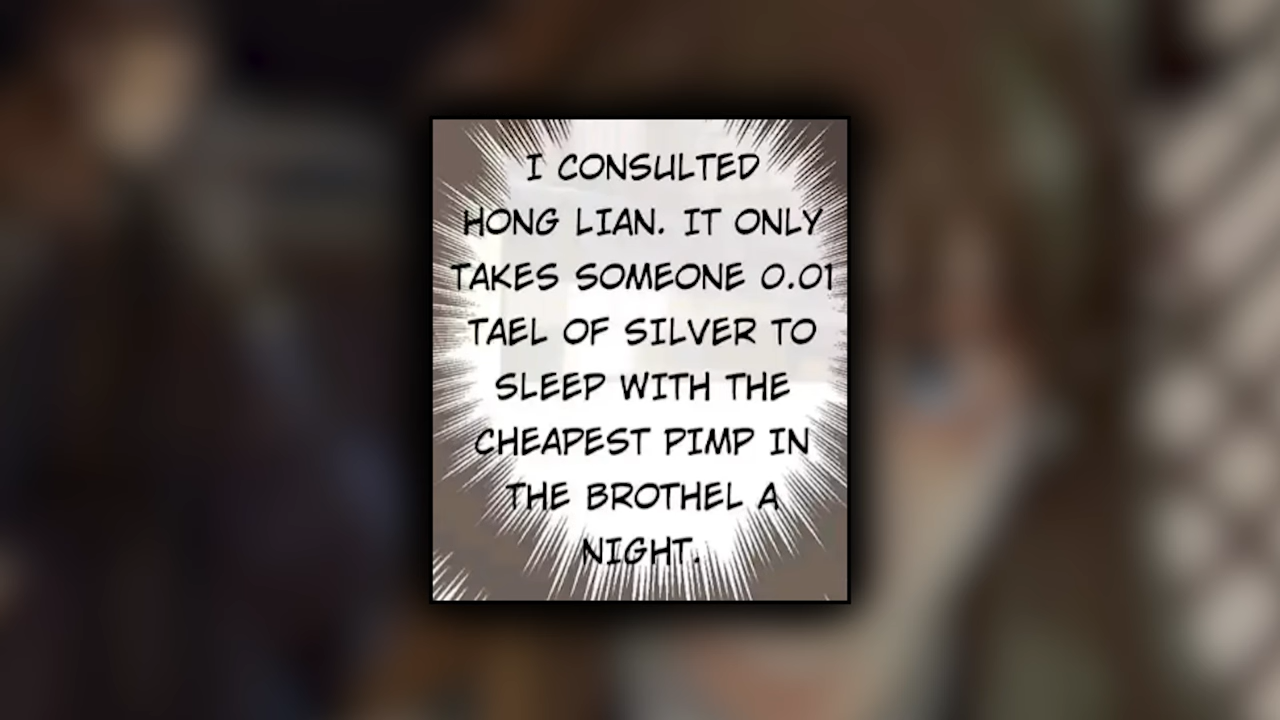 I CONSULTED
HONG LIAN. IT ONLY
TAKES SOMEONE 0.01
TAEL OF SILVER TO
SLEEP WITH THE
CHEAPEST PIMP IN
THE BROTHEL A
NIGHT.